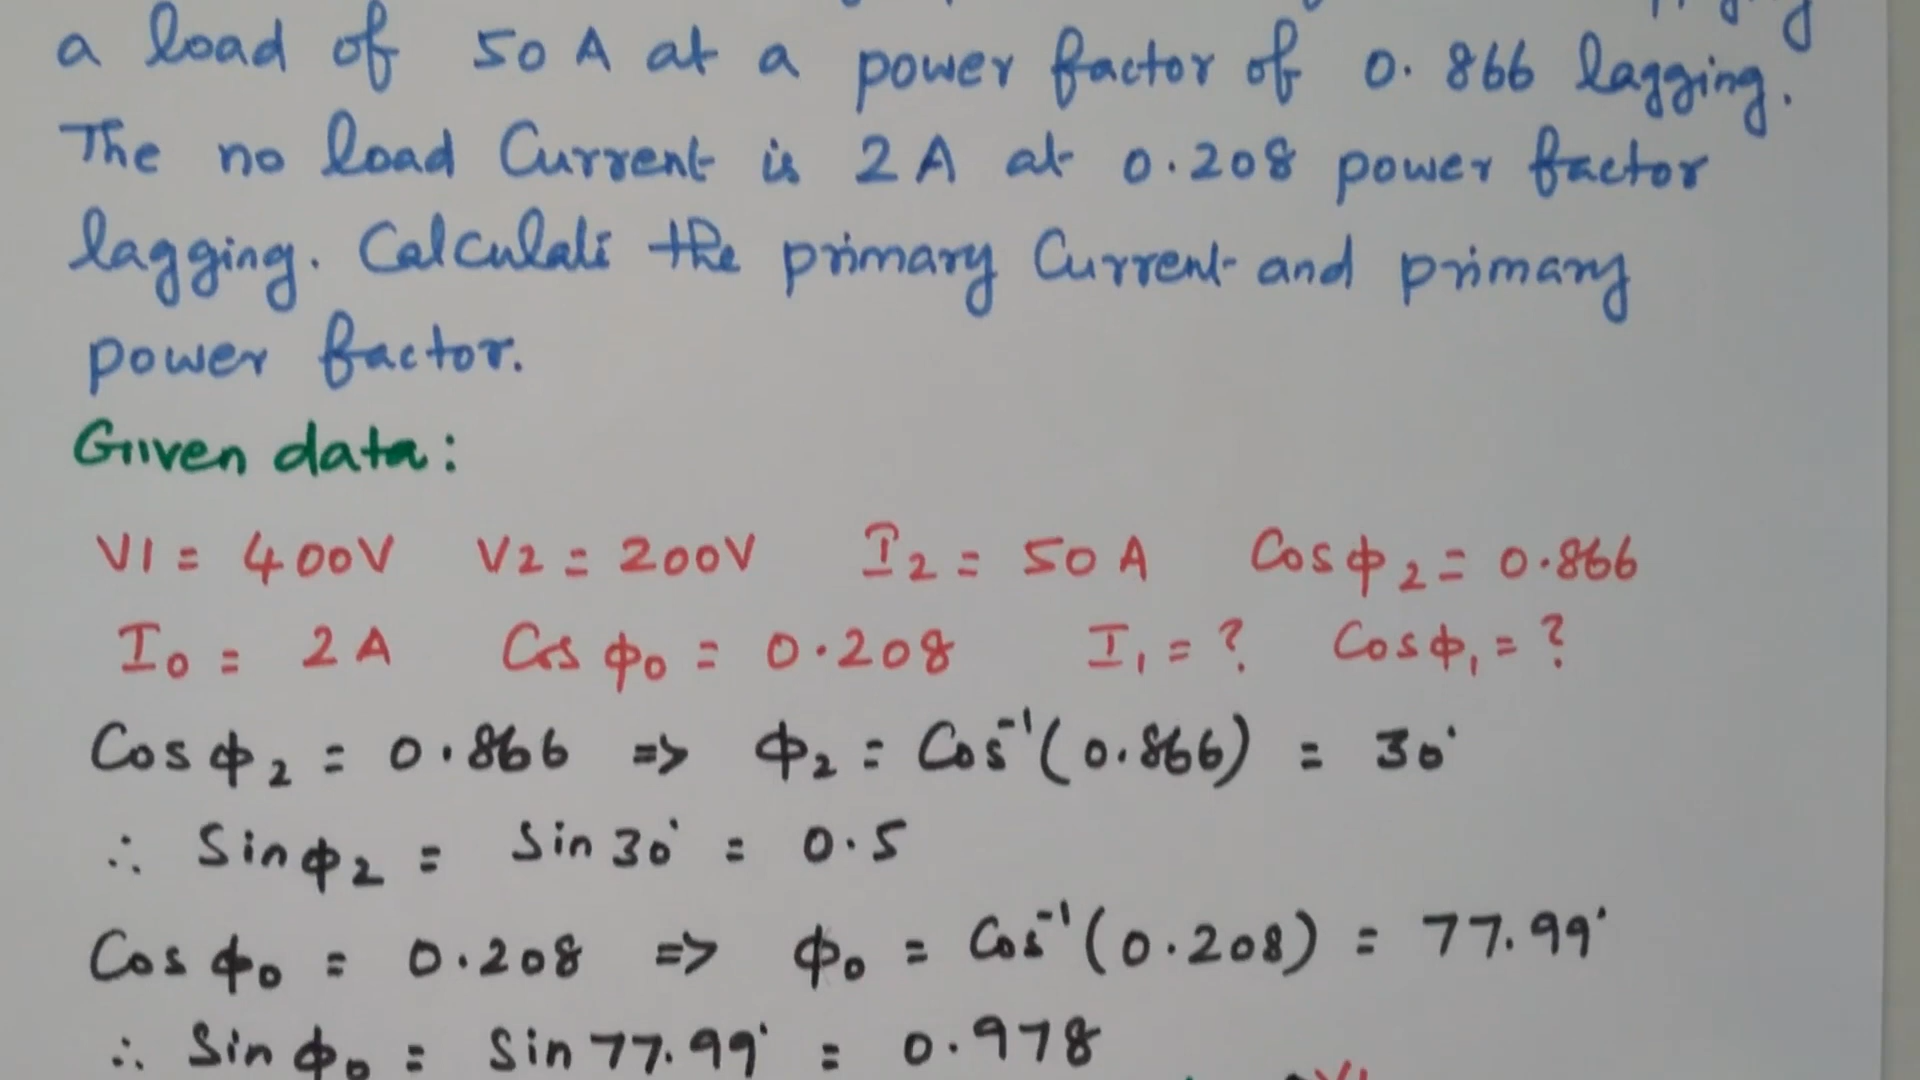 a load of 50 A at a power factor of 0.866 lagging.
The no load Current is 2 A at 0.208 power factor
lagging. Calculate the primary Current and primary
power factor.
Given data:
V1 = 400V V2 = 200V I2 = 50 A Cos ϕ2 = 0.866
I0 = 2 A Cos ϕ0 = 0.208 I1 = ? Cos ϕ1 = ?
Cos ϕ2 = 0.866 => ϕ2 = Cos⁻¹(0.866) = 30°
∴ Sin ϕ2 = Sin 30° = 0.5
Cos ϕ0 = 0.208 => ϕ0 = Cos⁻¹(0.208) = 77.99°
∴ Sin ϕ0 = Sin 77.99° = 0.978
V1